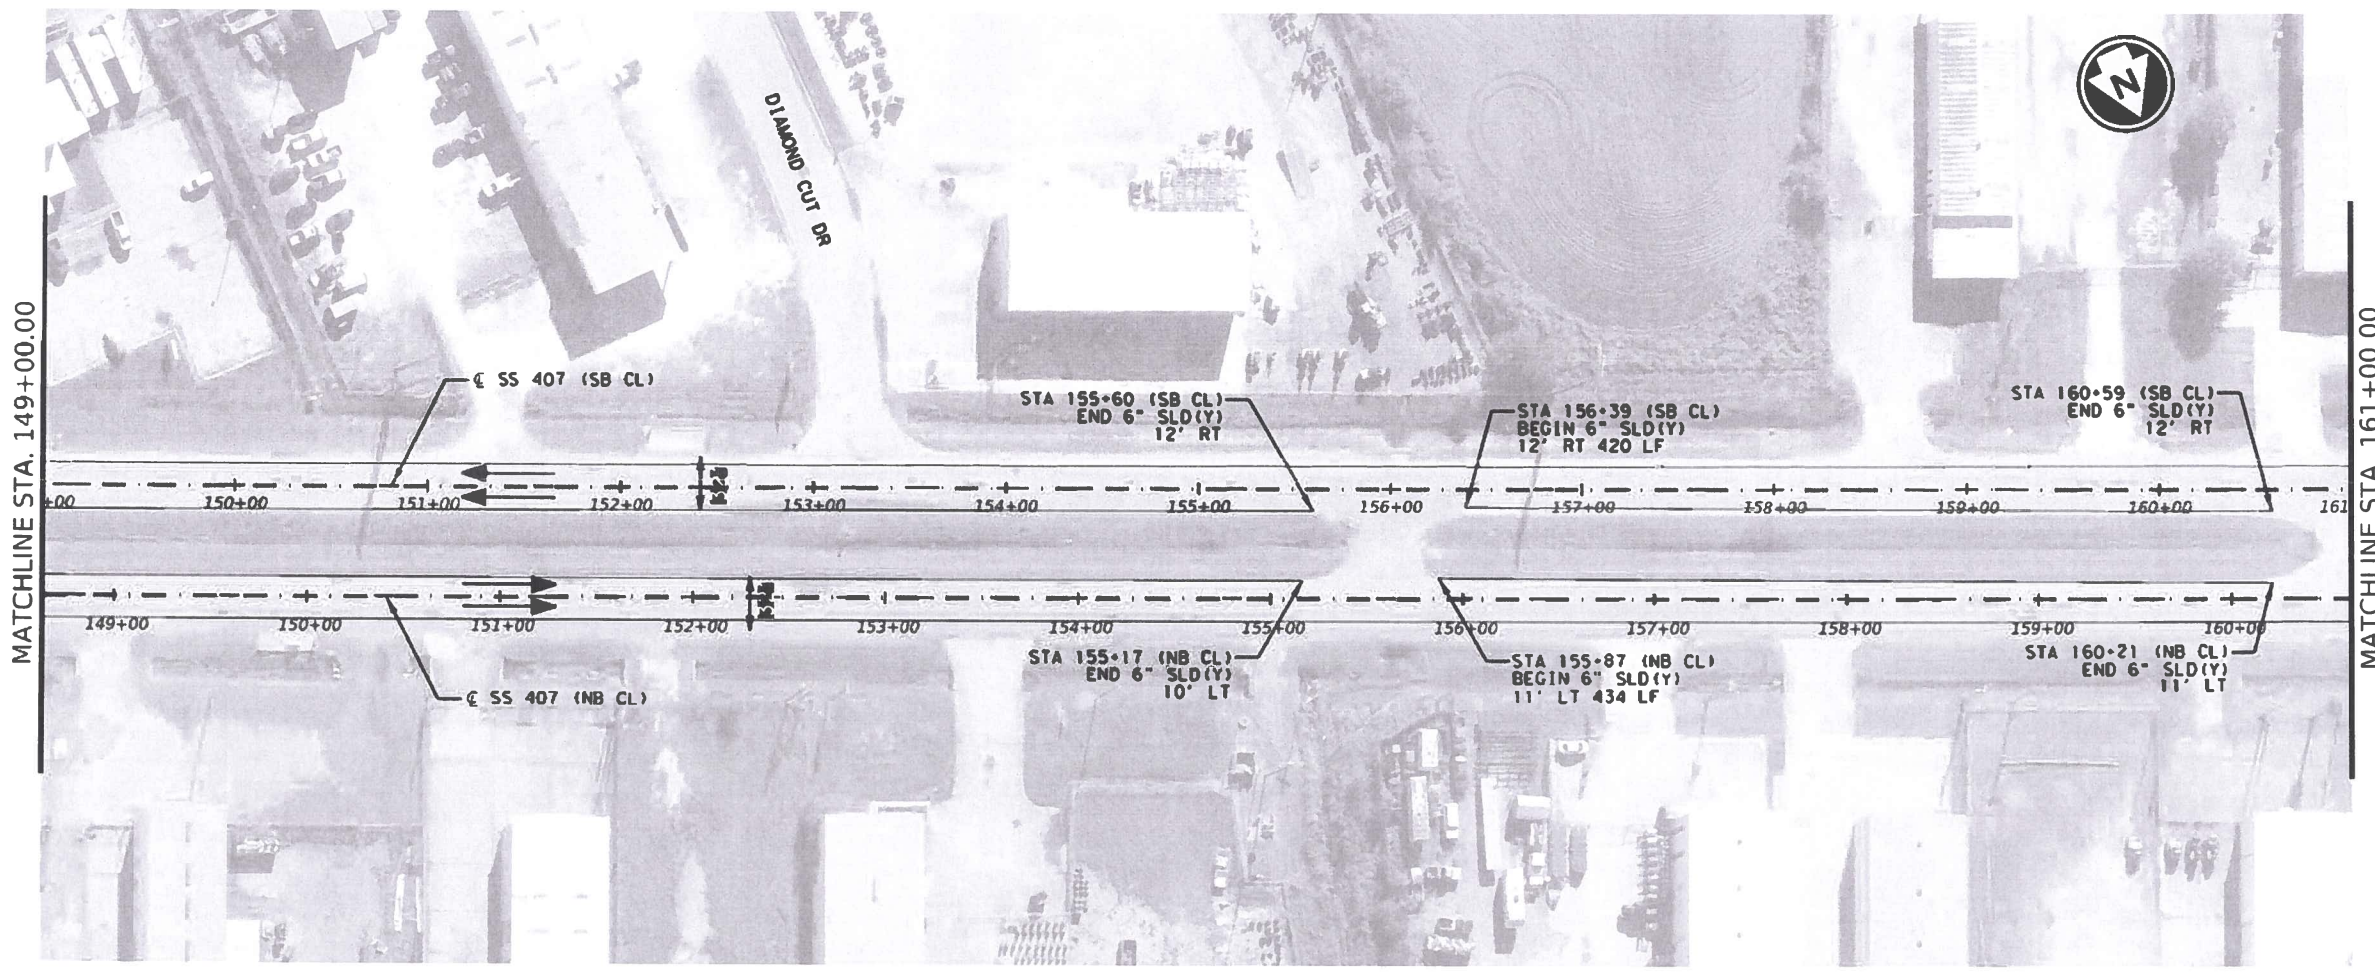 N
DIAMOND CUT DR
MATCHLINE STA. 149+00.00
MATCHLINE STA. 161+00.00
℄ SS 407 (SB CL)
STA 155+60 (SB CL)
END 6" SLD(Y)
12' RT
STA 156+39 (SB CL)
BEGIN 6" SLD(Y)
12' RT 420 LF
STA 160+59 (SB CL)
END 6" SLD(Y)
12' RT
+00
150+00
151+00
152+00
153+00
154+00
155+00
156+00
157+00
158+00
159+00
160+00
161
149+00
150+00
151+00
152+00
153+00
154+00
155+00
156+00
157+00
158+00
159+00
160+00
℄ SS 407 (NB CL)
STA 155+17 (NB CL)
END 6" SLD(Y)
10' LT
STA 155+87 (NB CL)
BEGIN 6" SLD(Y)
11' LT 434 LF
STA 160+21 (NB CL)
END 6" SLD(Y)
11' LT